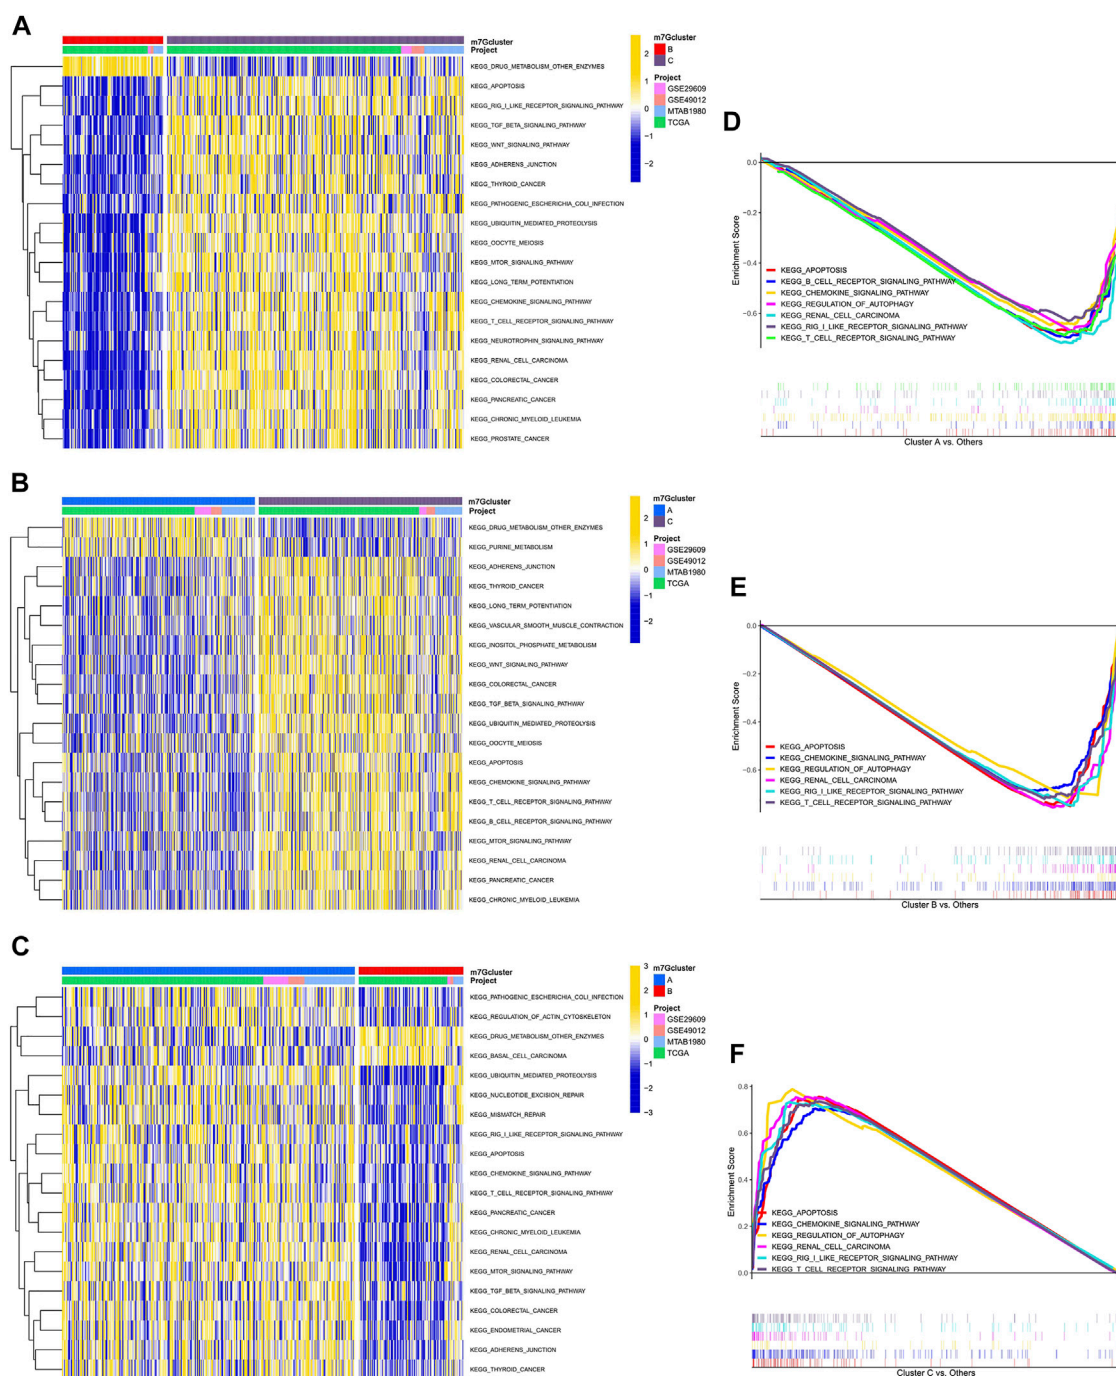 A
m7Gcluster
Project
KEGG_DRUG_METABOLISM_OTHER_ENZYMES
KEGG_APOPTOSIS
KEGG_RIG_I_LIKE_RECEPTOR_SIGNALING_PATHWAY
KEGG_TGF_BETA_SIGNALING_PATHWAY
KEGG_WNT_SIGNALING_PATHWAY
KEGG_ADHERENS_JUNCTION
KEGG_THYROID_CANCER
KEGG_PATHOGENIC_ESCHERICHIA_COLI_INFECTION
KEGG_UBIQUITIN_MEDIATED_PROTEOLYSIS
KEGG_OOCYTE_MEIOSIS
KEGG_MTOR_SIGNALING_PATHWAY
KEGG_LONG_TERM_POTENTIATION
KEGG_CHEMOKINE_SIGNALING_PATHWAY
KEGG_T_CELL_RECEPTOR_SIGNALING_PATHWAY
KEGG_NEUROTROPHIN_SIGNALING_PATHWAY
KEGG_RENAL_CELL_CARCINOMA
KEGG_COLORECTAL_CANCER
KEGG_PANCREATIC_CANCER
KEGG_CHRONIC_MYELOID_LEUKEMIA
KEGG_PROSTATE_CANCER
2
1
0
−1
−2
m7Gcluster
B
C
Project
GSE29609
GSE49012
MTAB1980
TCGA
B
m7Gcluster
Project
KEGG_DRUG_METABOLISM_OTHER_ENZYMES
KEGG_PURINE_METABOLISM
KEGG_ADHERENS_JUNCTION
KEGG_THYROID_CANCER
KEGG_LONG_TERM_POTENTIATION
KEGG_VASCULAR_SMOOTH_MUSCLE_CONTRACTION
KEGG_INOSITOL_PHOSPHATE_METABOLISM
KEGG_WNT_SIGNALING_PATHWAY
KEGG_COLORECTAL_CANCER
KEGG_TGF_BETA_SIGNALING_PATHWAY
KEGG_UBIQUITIN_MEDIATED_PROTEOLYSIS
KEGG_OOCYTE_MEIOSIS
KEGG_APOPTOSIS
KEGG_CHEMOKINE_SIGNALING_PATHWAY
KEGG_T_CELL_RECEPTOR_SIGNALING_PATHWAY
KEGG_B_CELL_RECEPTOR_SIGNALING_PATHWAY
KEGG_MTOR_SIGNALING_PATHWAY
KEGG_RENAL_CELL_CARCINOMA
KEGG_PANCREATIC_CANCER
KEGG_CHRONIC_MYELOID_LEUKEMIA
2
1
0
−1
−2
m7Gcluster
A
C
Project
GSE29609
GSE49012
MTAB1980
TCGA
C
m7Gcluster
Project
KEGG_PATHOGENIC_ESCHERICHIA_COLI_INFECTION
KEGG_REGULATION_OF_ACTIN_CYTOSKELETON
KEGG_DRUG_METABOLISM_OTHER_ENZYMES
KEGG_BASAL_CELL_CARCINOMA
KEGG_UBIQUITIN_MEDIATED_PROTEOLYSIS
KEGG_NUCLEOTIDE_EXCISION_REPAIR
KEGG_MISMATCH_REPAIR
KEGG_RIG_I_LIKE_RECEPTOR_SIGNALING_PATHWAY
KEGG_APOPTOSIS
KEGG_CHEMOKINE_SIGNALING_PATHWAY
KEGG_T_CELL_RECEPTOR_SIGNALING_PATHWAY
KEGG_PANCREATIC_CANCER
KEGG_CHRONIC_MYELOID_LEUKEMIA
KEGG_RENAL_CELL_CARCINOMA
KEGG_MTOR_SIGNALING_PATHWAY
KEGG_TGF_BETA_SIGNALING_PATHWAY
KEGG_COLORECTAL_CANCER
KEGG_ENDOMETRIAL_CANCER
KEGG_ADHERENS_JUNCTION
KEGG_THYROID_CANCER
3
2
1
0
−1
−2
−3
m7Gcluster
A
B
Project
GSE29609
GSE49012
MTAB1980
TCGA
D
0.0
−0.2
−0.4
−0.6
Enrichment Score
KEGG_APOPTOSIS
KEGG_B_CELL_RECEPTOR_SIGNALING_PATHWAY
KEGG_CHEMOKINE_SIGNALING_PATHWAY
KEGG_REGULATION_OF_AUTOPHAGY
KEGG_RENAL_CELL_CARCINOMA
KEGG_RIG_I_LIKE_RECEPTOR_SIGNALING_PATHWAY
KEGG_T_CELL_RECEPTOR_SIGNALING_PATHWAY
Cluster A vs. Others
E
0.0
−0.2
−0.4
−0.6
Enrichment Score
KEGG_APOPTOSIS
KEGG_CHEMOKINE_SIGNALING_PATHWAY
KEGG_REGULATION_OF_AUTOPHAGY
KEGG_RENAL_CELL_CARCINOMA
KEGG_RIG_I_LIKE_RECEPTOR_SIGNALING_PATHWAY
KEGG_T_CELL_RECEPTOR_SIGNALING_PATHWAY
Cluster B vs. Others
F
0.8
0.6
0.4
0.2
0.0
Enrichment Score
KEGG_APOPTOSIS
KEGG_CHEMOKINE_SIGNALING_PATHWAY
KEGG_REGULATION_OF_AUTOPHAGY
KEGG_RENAL_CELL_CARCINOMA
KEGG_RIG_I_LIKE_RECEPTOR_SIGNALING_PATHWAY
KEGG_T_CELL_RECEPTOR_SIGNALING_PATHWAY
Cluster C vs. Others